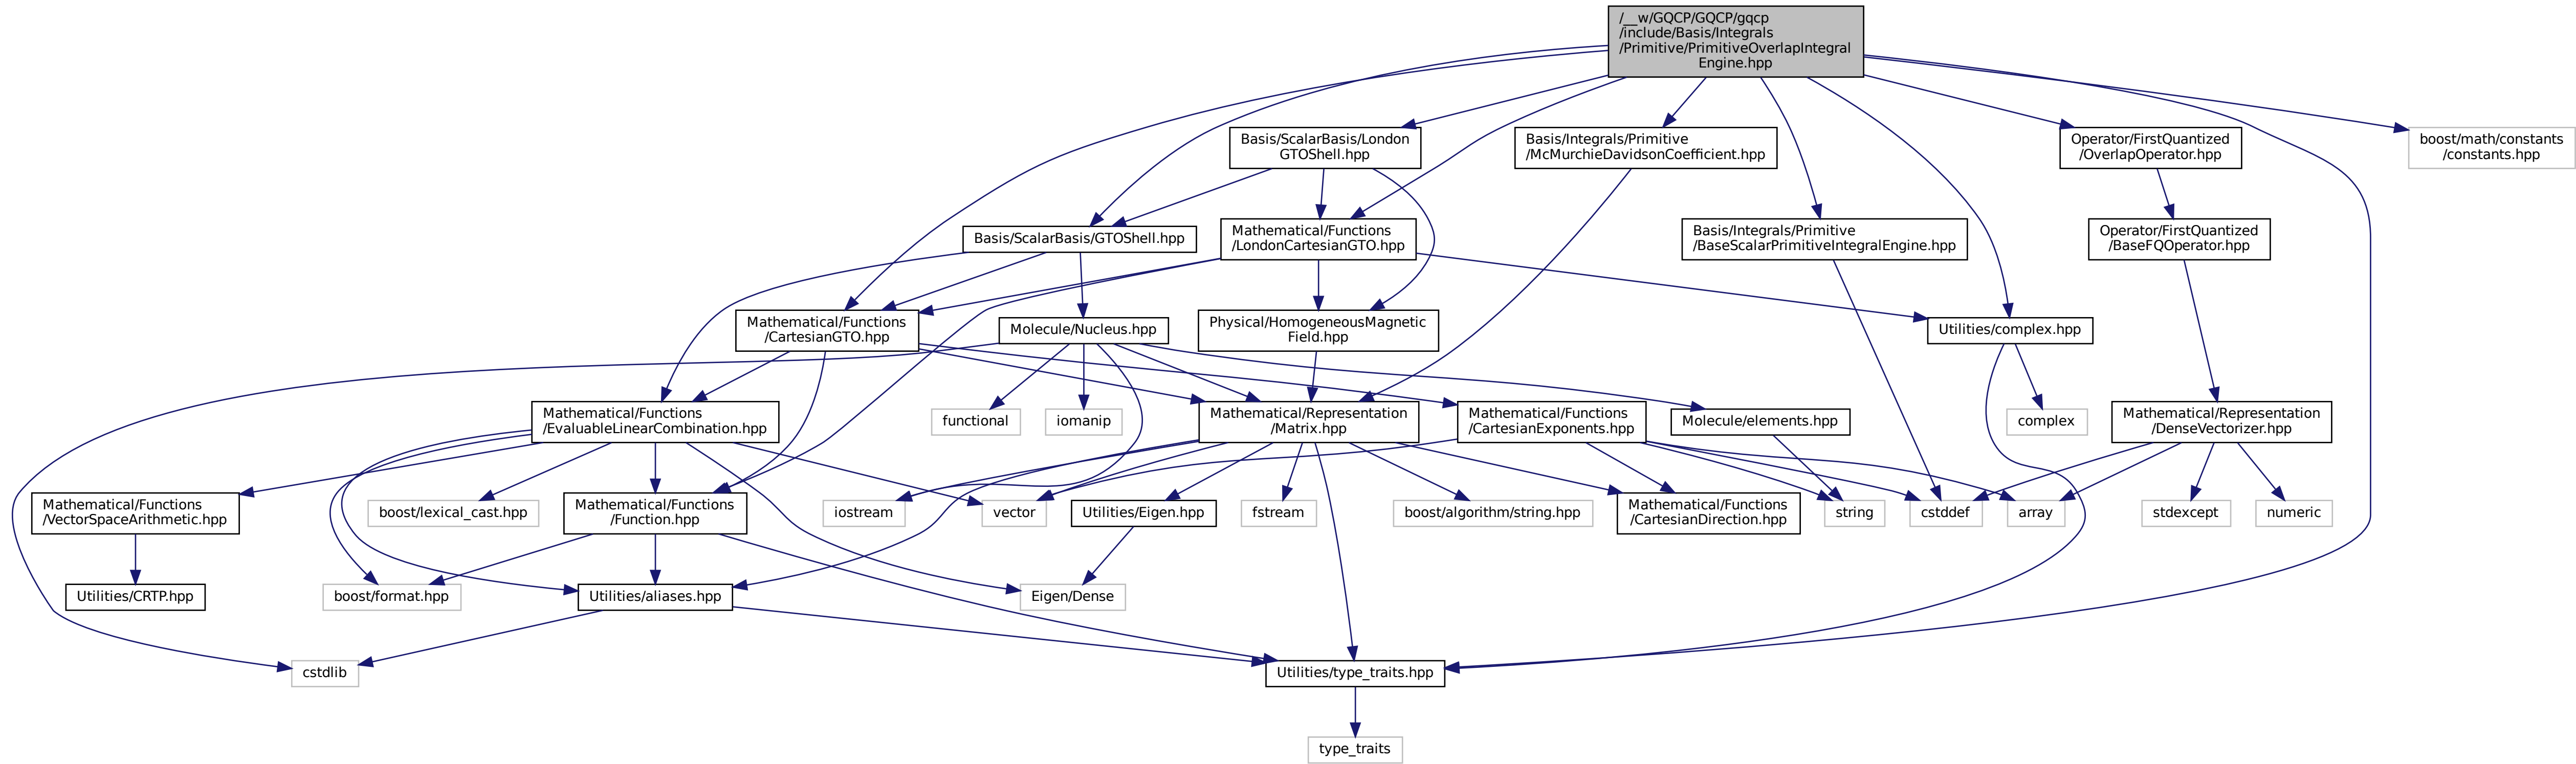 /__w/GQCP/GQCP/gqcp
/include/Basis/Integrals
/Primitive/PrimitiveOverlapIntegral
Engine.hpp
Basis/ScalarBasis/London
GTOShell.hpp
Basis/Integrals/Primitive
/McMurchieDavidsonCoefficient.hpp
Operator/FirstQuantized
/OverlapOperator.hpp
boost/math/constants
/constants.hpp
Basis/ScalarBasis/GTOShell.hpp
Mathematical/Functions
/LondonCartesianGTO.hpp
Basis/Integrals/Primitive
/BaseScalarPrimitiveIntegralEngine.hpp
Operator/FirstQuantized
/BaseFQOperator.hpp
Mathematical/Functions
/CartesianGTO.hpp
Molecule/Nucleus.hpp
Physical/HomogeneousMagnetic
Field.hpp
Utilities/complex.hpp
Mathematical/Functions
/EvaluableLinearCombination.hpp
functional
iomanip
Mathematical/Representation
/Matrix.hpp
Mathematical/Functions
/CartesianExponents.hpp
Molecule/elements.hpp
complex
Mathematical/Representation
/DenseVectorizer.hpp
Mathematical/Functions
/VectorSpaceArithmetic.hpp
boost/lexical_cast.hpp
Mathematical/Functions
/Function.hpp
iostream
vector
Utilities/Eigen.hpp
fstream
boost/algorithm/string.hpp
Mathematical/Functions
/CartesianDirection.hpp
string
cstddef
array
stdexcept
numeric
Utilities/CRTP.hpp
boost/format.hpp
Utilities/aliases.hpp
Eigen/Dense
cstdlib
Utilities/type_traits.hpp
type_traits